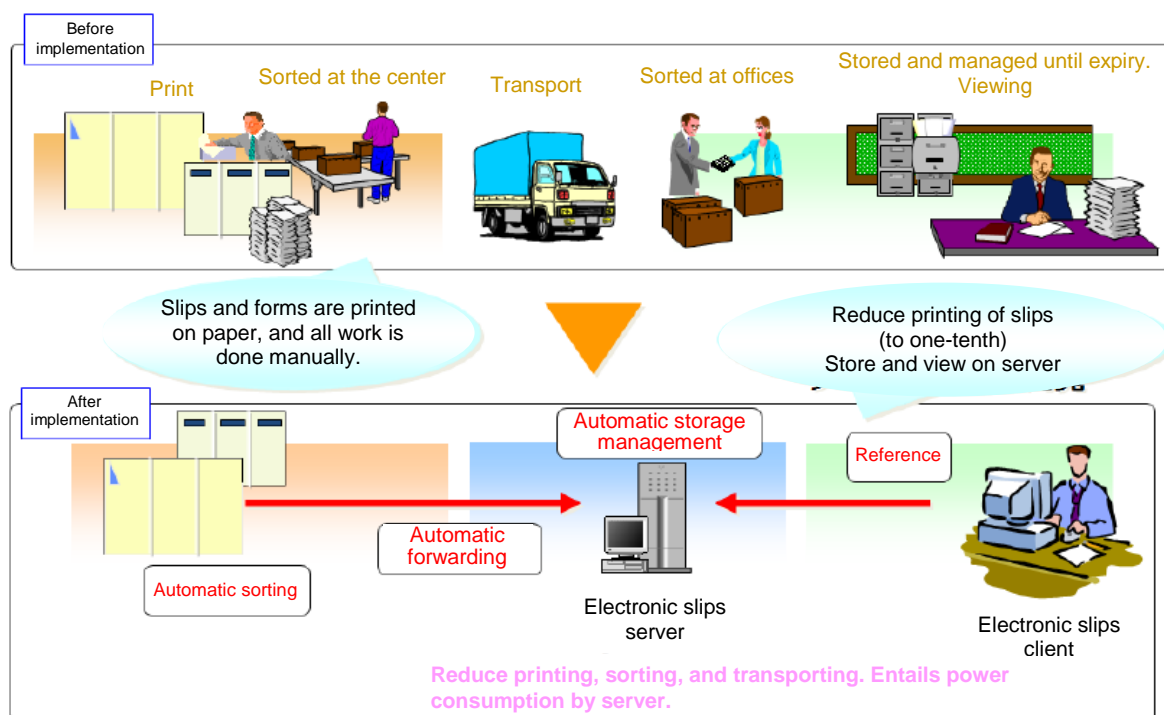 Before
implementation
Print
Sorted at the center
Transport
Sorted at offices
Stored and managed until expiry.
Viewing
Slips and forms are printed
on paper, and all work is
done manually.
Reduce printing of slips
(to one-tenth)
Store and view on server
After
implementation
Automatic storage
management
Reference
Automatic
forwarding
Automatic sorting
Electronic slips
server
Electronic slips
client
Reduce printing, sorting, and transporting. Entails power
consumption by server.